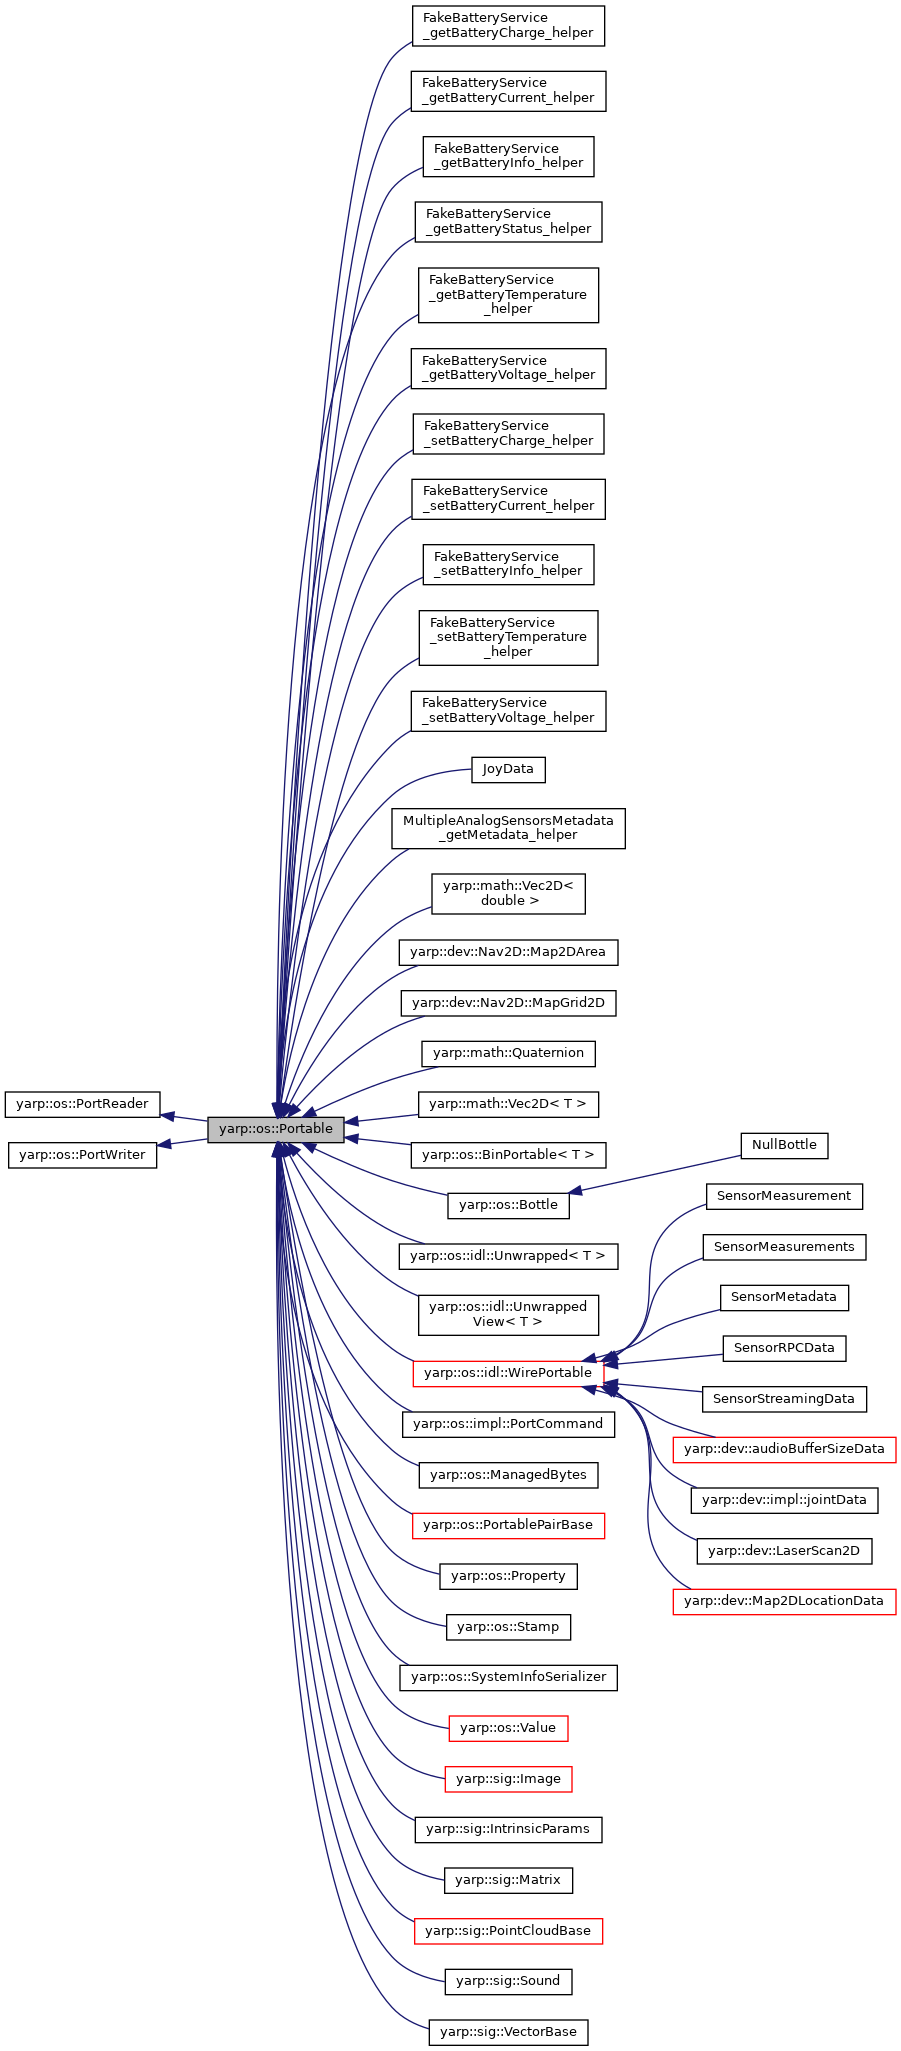 FakeBatteryService
_getBatteryCharge_helper
FakeBatteryService
_getBatteryCurrent_helper
FakeBatteryService
_getBatteryInfo_helper
FakeBatteryService
_getBatteryStatus_helper
FakeBatteryService
_getBatteryTemperature
_helper
FakeBatteryService
_getBatteryVoltage_helper
FakeBatteryService
_setBatteryCharge_helper
FakeBatteryService
_setBatteryCurrent_helper
FakeBatteryService
_setBatteryInfo_helper
FakeBatteryService
_setBatteryTemperature
_helper
FakeBatteryService
_setBatteryVoltage_helper
JoyData
MultipleAnalogSensorsMetadata
_getMetadata_helper
yarp::math::Vec2D<
double >
yarp::dev::Nav2D::Map2DArea
yarp::dev::Nav2D::MapGrid2D
yarp::math::Quaternion
yarp::os::PortReader
yarp::math::Vec2D< T >
yarp::os::Portable
yarp::os::PortWriter
yarp::os::BinPortable< T >
NullBottle
yarp::os::Bottle
SensorMeasurement
yarp::os::idl::Unwrapped< T >
SensorMeasurements
yarp::os::idl::Unwrapped
View< T >
SensorMetadata
SensorRPCData
yarp::os::idl::WirePortable
SensorStreamingData
yarp::os::impl::PortCommand
yarp::dev::audioBufferSizeData
yarp::os::ManagedBytes
yarp::dev::impl::jointData
yarp::os::PortablePairBase
yarp::dev::LaserScan2D
yarp::os::Property
yarp::dev::Map2DLocationData
yarp::os::Stamp
yarp::os::SystemInfoSerializer
yarp::os::Value
yarp::sig::Image
yarp::sig::IntrinsicParams
yarp::sig::Matrix
yarp::sig::PointCloudBase
yarp::sig::Sound
yarp::sig::VectorBase